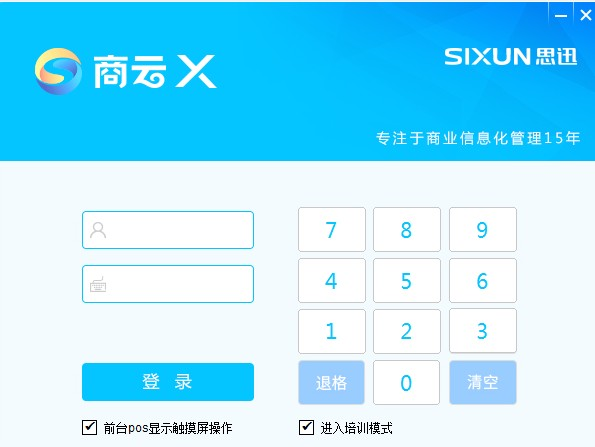 商云X
SIXUN思迅
专注于商业信息化管理15年
7 8 9
4 5 6
1 2 3
登 录
退格 0 清空
前台pos显示触摸屏操作
进入培训模式